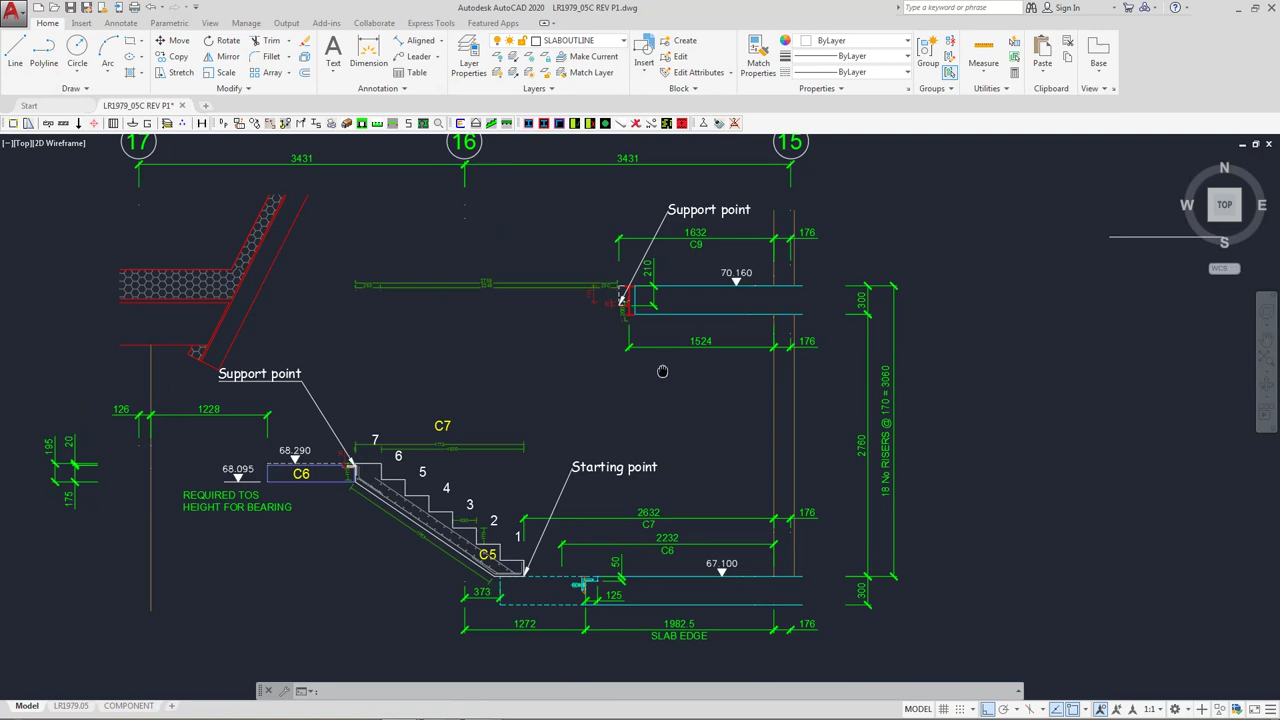 Autodesk AutoCAD 2020 LR1979_05C REV P1.dwg
Type a keyword or phrase
Sign In
Home Insert Annotate Parametric View Manage Output Add-ins Collaborate Express Tools Featured Apps
Line
Polyline
Circle
Arc
Move
Rotate
Trim
Copy
Mirror
Fillet
Stretch
Scale
Array
Text
Dimension
Aligned
Leader
Table
Layer
Properties
SLABOUTLINE
Make Current
Match Layer
Insert
Create
Edit
Edit Attributes
Match
Properties
ByLayer
ByLayer
ByLayer
Group
Measure
Paste
Base
Draw
Modify
Annotation
Layers
Block
Properties
Groups
Utilities
Clipboard
View
Start
LR1979_05C REV P1*
[-][Top][2D Wireframe]
17
16
15
3431
3431
N
W
TOP
E
S
WCS
Support point
1632
176
C9
210
70.160
300
1524
176
Support point
126
1228
C7
7
6
5
4
3
2
1
195
20
175
68.290
68.095
C6
REQUIRED TOS
HEIGHT FOR BEARING
Starting point
2760
18 No RISERS @ 170 = 3060
2632
176
C7
2232
C6
C5
50
67.100
373
125
300
1272
1982.5
176
SLAB EDGE
Model
LR1979.05
COMPONENT
MODEL
1:1